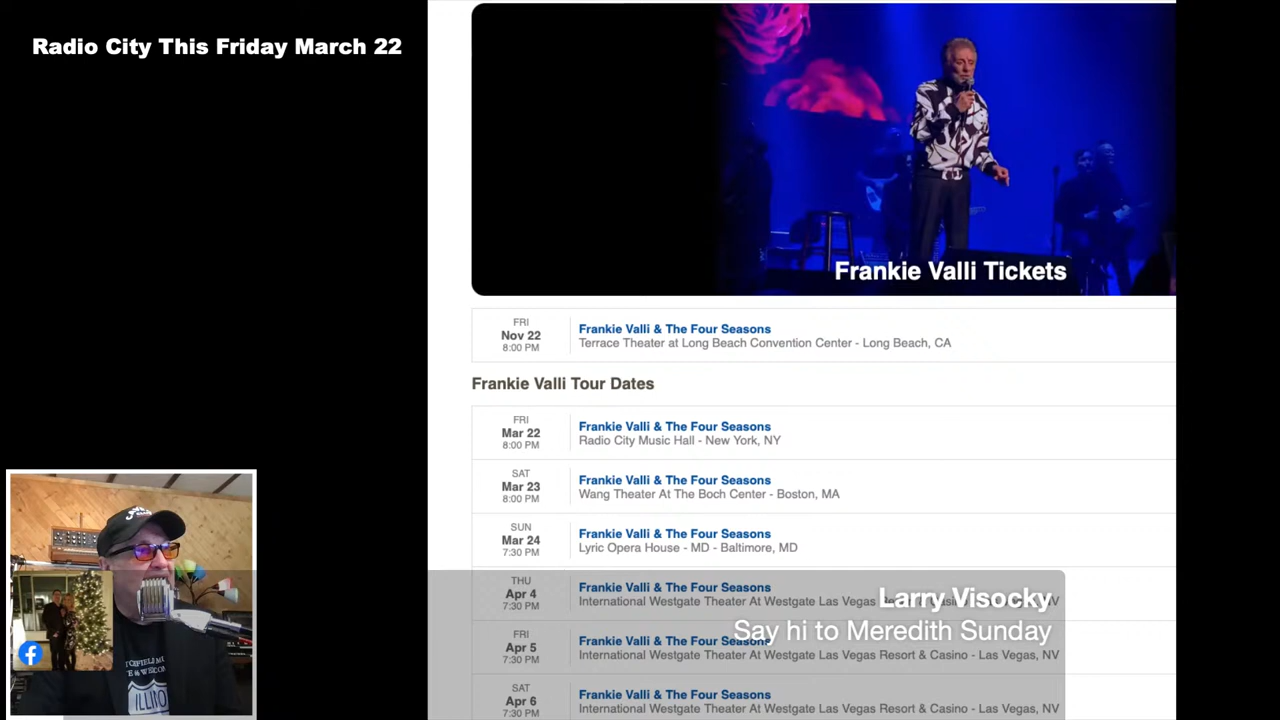 Radio City This Friday March 22
Frankie Valli Tickets
FRI
Nov 22
8:00 PM
Frankie Valli & The Four Seasons
Terrace Theater at Long Beach Convention Center - Long Beach, CA
Frankie Valli Tour Dates
FRI
Mar 22
8:00 PM
Frankie Valli & The Four Seasons
Radio City Music Hall - New York, NY
SAT
Mar 23
8:00 PM
Frankie Valli & The Four Seasons
Wang Theater At The Boch Center - Boston, MA
SUN
Mar 24
7:30 PM
Frankie Valli & The Four Seasons
Lyric Opera House - MD - Baltimore, MD
THU
Apr 4
7:30 PM
Frankie Valli & The Four Seasons
International Westgate Theater At Westgate Las Vegas NV
Larry Visocky
Say hi to Meredith Sunday
FRI
Apr 5
7:30 PM
Frankie Valli & The Four Seasons
International Westgate Theater At Westgate Las Vegas Resort & Casino - Las Vegas, NV
SAT
Apr 6
7:30 PM
Frankie Valli & The Four Seasons
International Westgate Theater At Westgate Las Vegas Resort & Casino - Las Vegas, NV
ILLINO